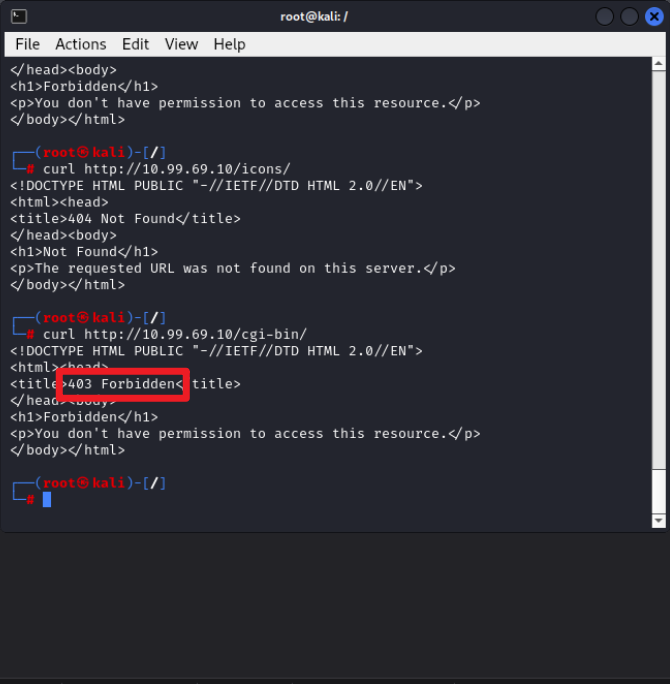 root@kali: /
File Actions Edit View Help
</head><body>
<h1>Forbidden</h1>
<p>You don't have permission to access this resource.</p>
</body></html>
┌──(root㉿kali)-[/]
└─# curl http://10.99.69.10/icons/
<!DOCTYPE HTML PUBLIC "-//IETF//DTD HTML 2.0//EN">
<html><head>
<title>404 Not Found</title>
</head><body>
<h1>Not Found</h1>
<p>The requested URL was not found on this server.</p>
</body></html>
┌──(root㉿kali)-[/]
└─# curl http://10.99.69.10/cgi-bin/
<!DOCTYPE HTML PUBLIC "-//IETF//DTD HTML 2.0//EN">
<html><head>
<title>403 Forbidden</title>
</head><body>
<h1>Forbidden</h1>
<p>You don't have permission to access this resource.</p>
</body></html>
┌──(root㉿kali)-[/]
└─#